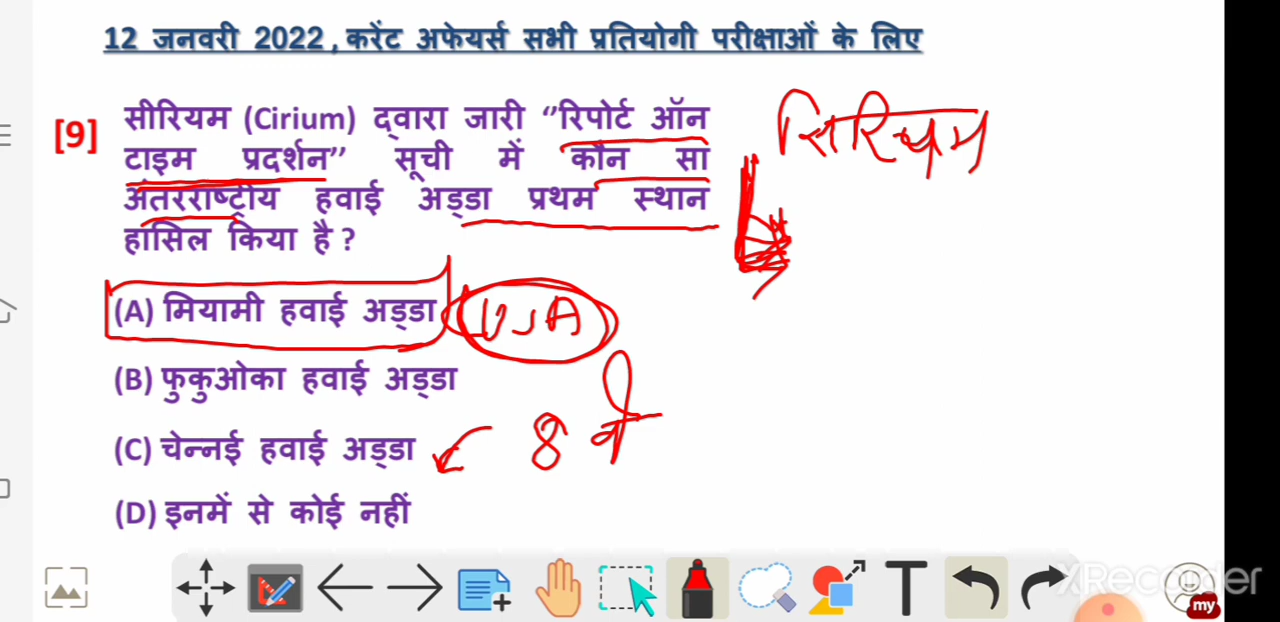 12 जनवरी 2022 , करेंट अफेयर्स सभी प्रतियोगी परीक्षाओं के लिए
[9] सीरियम (Cirium) द्वारा जारी "रिपोर्ट ऑन
टाइम प्रदर्शन" सूची में कौन सा
अंतरराष्ट्रीय हवाई अड्डा प्रथम स्थान
हासिल किया है ?
सिरियम
(A) मियामी हवाई अड्डा USA
(B) फुकुओका हवाई अड्डा
(C) चेन्नई हवाई अड्डा 8 वे
(D) इनमें से कोई नहीं
T
XRecorder
my